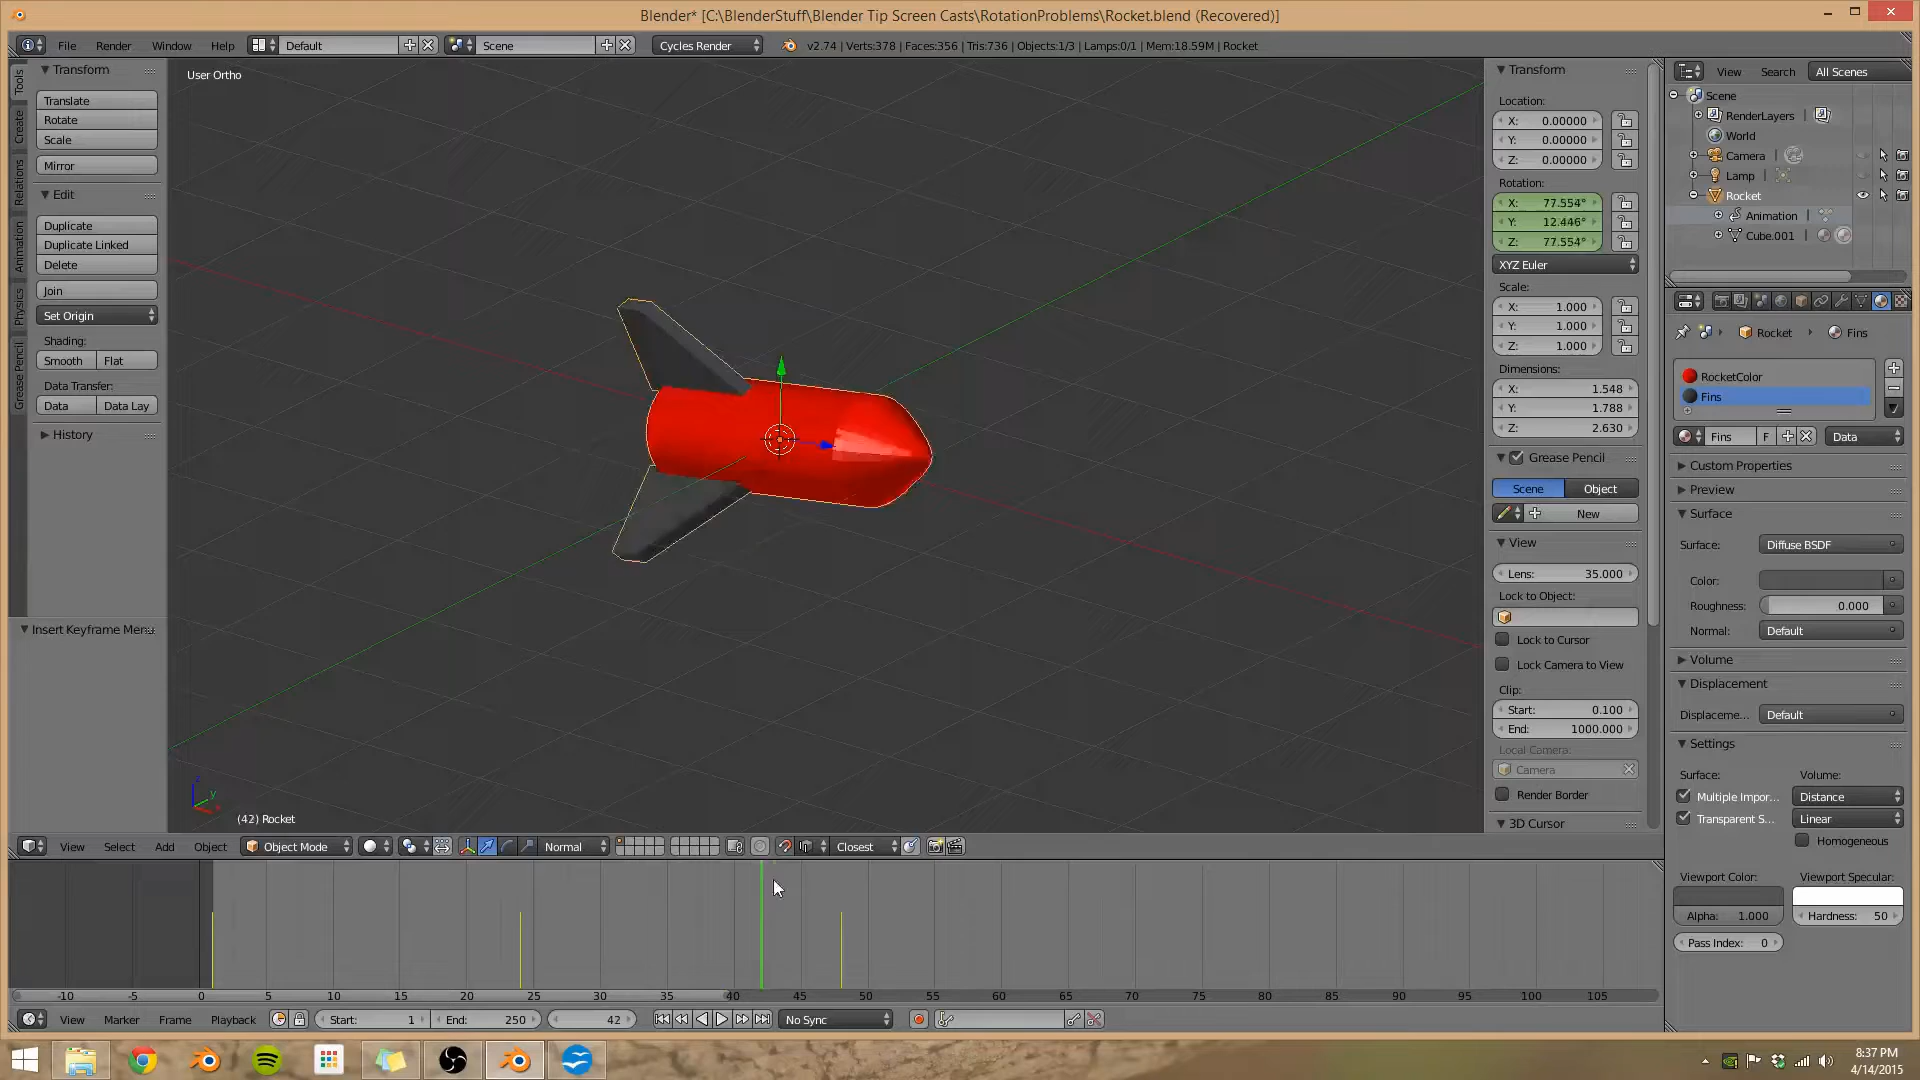 Blender* [C:\BlenderStuff\Blender Tip Screen Casts\RotationProblems\Rocket.blend (Recovered)]
File Render Window Help Default Scene Cycles Render v2.74 | Verts:378 | Faces:356 | Tris:736 | Objects:1/3 | Lamps:0/1 | Mem:18.59M | Rocket
Tools
Create
Relations
Animation
Physics
Grease Pencil
Transform
Translate
Rotate
Scale
Mirror
Edit
Duplicate
Duplicate Linked
Delete
Join
Set Origin
Shading:
Smooth Flat
Data Transfer:
Data Data Lay
History
Insert Keyframe Menu
User Ortho
z
y
(42) Rocket
Transform
Location:
X: 0.00000
Y: 0.00000
Z: 0.00000
Rotation:
X: 77.554°
Y: 12.446°
Z: 77.554°
XYZ Euler
Scale:
X: 1.000
Y: 1.000
Z: 1.000
Dimensions:
X: 1.548
Y: 1.788
Z: 2.630
Grease Pencil
Scene Object
New
View
Lens: 35.000
Lock to Object:
Lock to Cursor
Lock Camera to View
Clip:
Start: 0.100
End: 1000.000
Local Camera:
Camera
Render Border
3D Cursor
View Search All Scenes
Scene
RenderLayers
World
Camera
Lamp
Rocket
Animation
Cube.001
Rocket Fins
RocketColor
Fins
Fins F Data
Custom Properties
Preview
Surface
Surface: Diffuse BSDF
Color:
Roughness: 0.000
Normal: Default
Volume
Displacement
Displaceme... Default
Settings
Surface: Volume:
Multiple Impor... Distance
Transparent S... Linear
Homogeneous
Viewport Color: Viewport Specular:
Alpha: 1.000 Hardness: 50
Pass Index: 0
View Select Add Object Object Mode Normal Closest
-10 -5 0 5 10 15 20 25 30 35 40 45 50 55 60 65 70 75 80 85 90 95 100 105
View Marker Frame Playback Start: 1 End: 250 42 No Sync
8:37 PM
4/14/2015